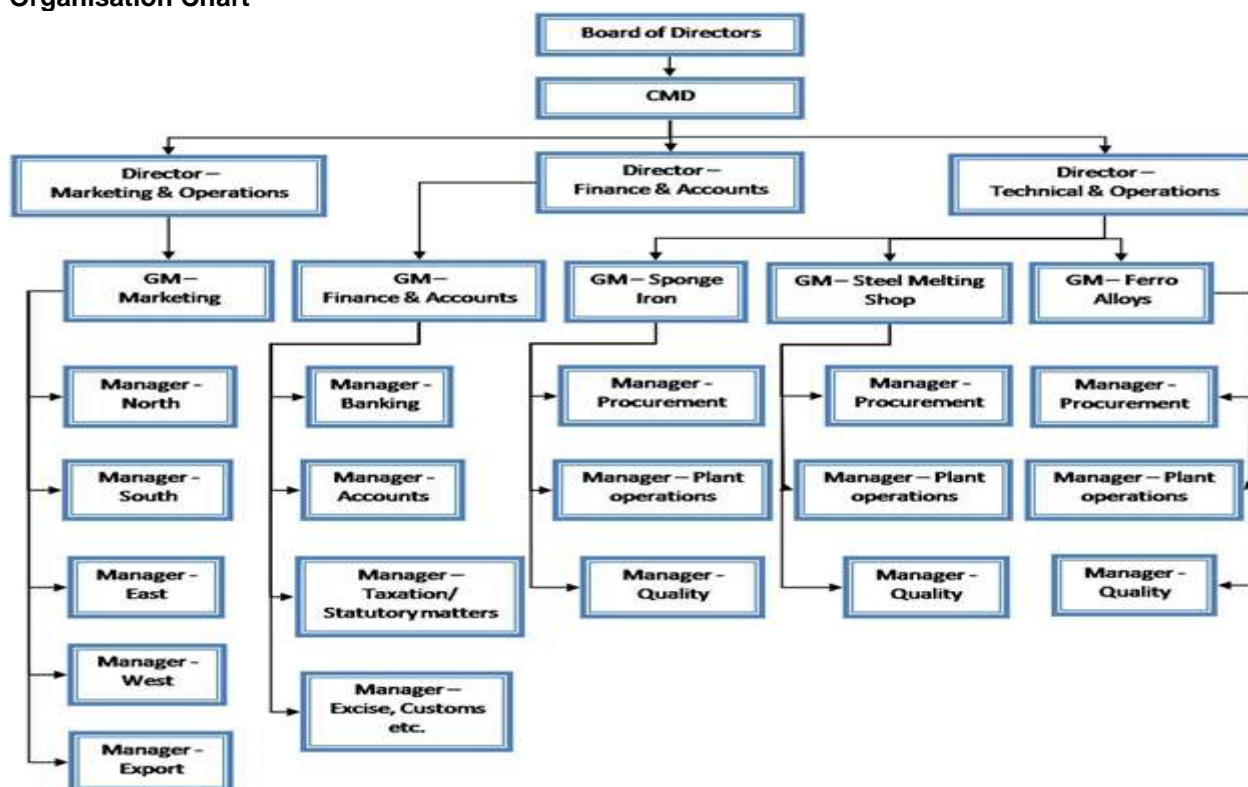 Organisation Chart
Board of Directors
CMD
Director –
Marketing & Operations
Director –
Finance & Accounts
Director –
Technical & Operations
GM –
Marketing
GM –
Finance & Accounts
GM – Sponge
Iron
GM – Steel Melting
Shop
GM – Ferro
Alloys
Manager -
North
Manager -
Banking
Manager -
Procurement
Manager -
Procurement
Manager -
Procurement
Manager -
South
Manager -
Accounts
Manager – Plant
operations
Manager – Plant
operations
Manager – Plant
operations
Manager -
East
Manager –
Taxation/
Statutory matters
Manager -
Quality
Manager -
Quality
Manager -
Quality
Manager -
West
Manager –
Excise, Customs
etc.
Manager -
Export